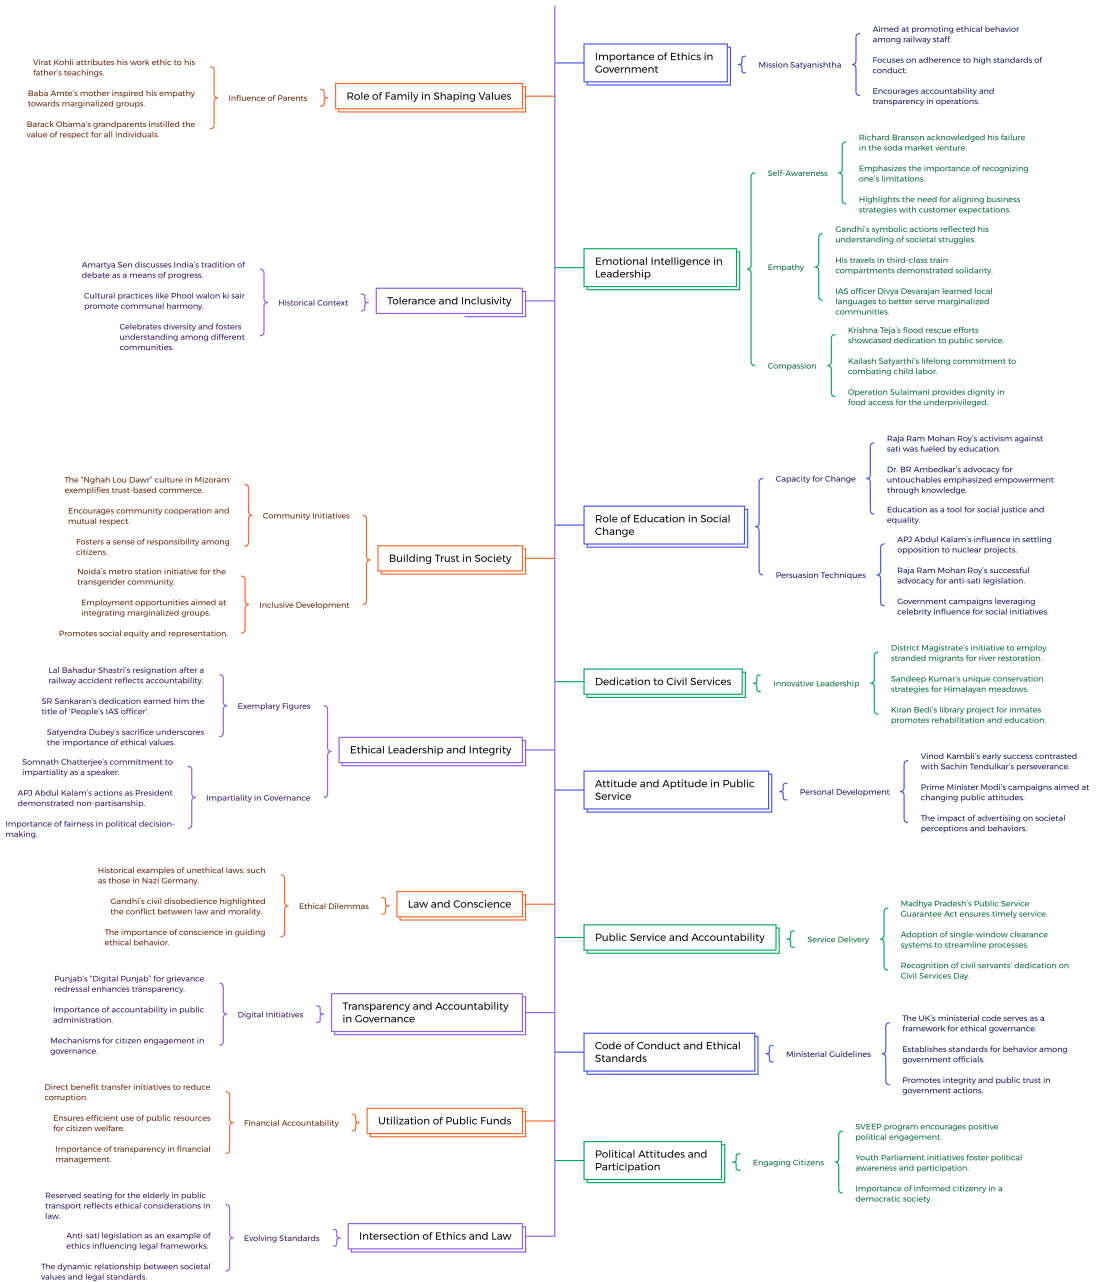 Importance of Ethics in
Government
Mission Satyanishtha
Aimed at promoting ethical behavior
among railway staff.
Focuses on adherence to high standards of
conduct.
Encourages accountability and
transparency in operations.
Emotional Intelligence in
Leadership
Self-Awareness
Richard Branson acknowledged his failure
in the soda market venture.
Emphasizes the importance of recognizing
one's limitations.
Highlights the need for aligning business
strategies with customer expectations.
Empathy
Gandhi's symbolic actions reflected his
understanding of societal struggles.
His travels in third-class train
compartments demonstrated solidarity.
IAS officer Divya Devarajan learned local
languages to better serve marginalized
communities.
Compassion
Krishna Teja's flood rescue efforts
showcased dedication to public service.
Kailash Satyarthi's lifelong commitment to
combating child labor.
Operation Sulaimani provides dignity in
food access for the underprivileged.
Role of Education in Social
Change
Capacity for Change
Raja Ram Mohan Roy's activism against
sati was fueled by education.
Dr. BR Ambedkar's advocacy for
untouchables emphasized empowerment
through knowledge.
Education as a tool for social justice and
equality.
Persuasion Techniques
APJ Abdul Kalam's influence in settling
opposition to nuclear projects.
Raja Ram Mohan Roy's successful
advocacy for anti-sati legislation.
Government campaigns leveraging
celebrity influence for social initiatives.
Dedication to Civil Services
Innovative Leadership
District Magistrate's initiative to employ
stranded migrants for river restoration.
Sandeep Kumar's unique conservation
strategies for Himalayan meadows.
Kiran Bedi's library project for inmates
promotes rehabilitation and education.
Attitude and Aptitude in Public
Service
Personal Development
Vinod Kambli's early success contrasted
with Sachin Tendulkar's perseverance.
Prime Minister Modi's campaigns aimed at
changing public attitudes.
The impact of advertising on societal
perceptions and behaviors.
Public Service and Accountability
Service Delivery
Madhya Pradesh's Public Service
Guarantee Act ensures timely service.
Adoption of single-window clearance
systems to streamline processes.
Recognition of civil servants' dedication on
Civil Services Day.
Code of Conduct and Ethical
Standards
Ministerial Guidelines
The UK's ministerial code serves as a
framework for ethical governance.
Establishes standards for behavior among
government officials.
Promotes integrity and public trust in
government actions.
Political Attitudes and
Participation
Engaging Citizens
SVEEP program encourages positive
political engagement.
Youth Parliament initiatives foster political
awareness and participation.
Importance of informed citizenry in a
democratic society.
Role of Family in Shaping Values
Influence of Parents
Virat Kohli attributes his work ethic to his
father's teachings.
Baba Amte's mother inspired his empathy
towards marginalized groups.
Barack Obama's grandparents instilled the
value of respect for all individuals.
Tolerance and Inclusivity
Historical Context
Amartya Sen discusses India's tradition of
debate as a means of progress.
Cultural practices like Phool walon ki sair
promote communal harmony.
Celebrates diversity and fosters
understanding among different
communities.
Building Trust in Society
Community Initiatives
The "Nghah Lou Dawr" culture in Mizoram
exemplifies trust-based commerce.
Encourages community cooperation and
mutual respect.
Fosters a sense of responsibility among
citizens.
Inclusive Development
Noida's metro station initiative for the
transgender community.
Employment opportunities aimed at
integrating marginalized groups.
Promotes social equity and representation.
Ethical Leadership and Integrity
Exemplary Figures
Lal Bahadur Shastri's resignation after a
railway accident reflects accountability.
SR Sankaran's dedication earned him the
title of 'People's IAS officer'.
Satyendra Dubey's sacrifice underscores
the importance of ethical values.
Impartiality in Governance
Somnath Chatterjee's commitment to
impartiality as a speaker.
APJ Abdul Kalam's actions as President
demonstrated non-partisanship.
Importance of fairness in political decision-
making.
Law and Conscience
Ethical Dilemmas
Historical examples of unethical laws, such
as those in Nazi Germany.
Gandhi's civil disobedience highlighted
the conflict between law and morality.
The importance of conscience in guiding
ethical behavior.
Transparency and Accountability
in Governance
Digital Initiatives
Punjab's "Digital Punjab" for grievance
redressal enhances transparency.
Importance of accountability in public
administration.
Mechanisms for citizen engagement in
governance.
Utilization of Public Funds
Financial Accountability
Direct benefit transfer initiatives to reduce
corruption.
Ensures efficient use of public resources
for citizen welfare.
Importance of transparency in financial
management.
Intersection of Ethics and Law
Evolving Standards
Reserved seating for the elderly in public
transport reflects ethical considerations in
law.
Anti-sati legislation as an example of
ethics influencing legal frameworks.
The dynamic relationship between societal
values and legal standards.